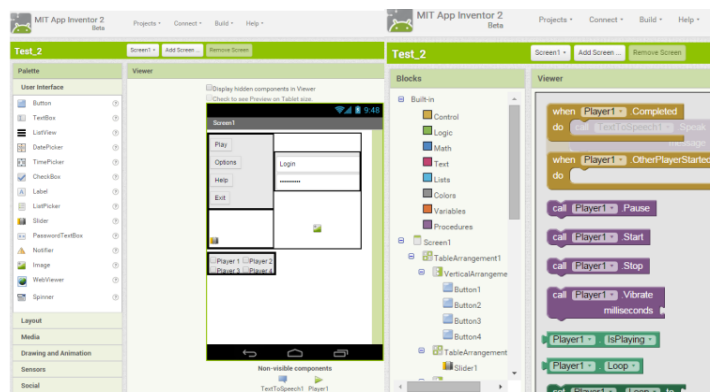 MIT App Inventor 2
Beta
Projects
Connect
Build
Help
Test_2
Screen1
Add Screen ...
Remove Screen
Palette
User Interface
Button
TextBox
ListView
DatePicker
TimePicker
CheckBox
Label
ListPicker
Slider
PasswordTextBox
Notifier
Image
WebViewer
Spinner
Layout
Media
Drawing and Animation
Sensors
Social
Viewer
Display hidden components in Viewer
Check to see Preview on Tablet size.
9:48
Screen1
Play
Options
Help
Exit
Login
••••••••••
Player 1 Player 2
Player 3 Player 4
Non-visible components
TextToSpeech1 Player1
MIT App Inventor 2
Beta
Projects
Connect
Build
Help
Test_2
Screen1
Add Screen ...
Remove Screen
Blocks
Built-in
Control
Logic
Math
Text
Lists
Colors
Variables
Procedures
Screen1
TableArrangement1
VerticalArrangeme
Button1
Button2
Button3
Button4
TableArrangement
Slider1
Viewer
when Player1 .Completed
do call TextToSpeech1 .Speak
message
when Player1 .OtherPlayerStarted
do
call Player1 .Pause
call Player1 .Start
call Player1 .Stop
call Player1 .Vibrate
milliseconds
Player1 . IsPlaying
Player1 . Loop
set Player1 . Loop to